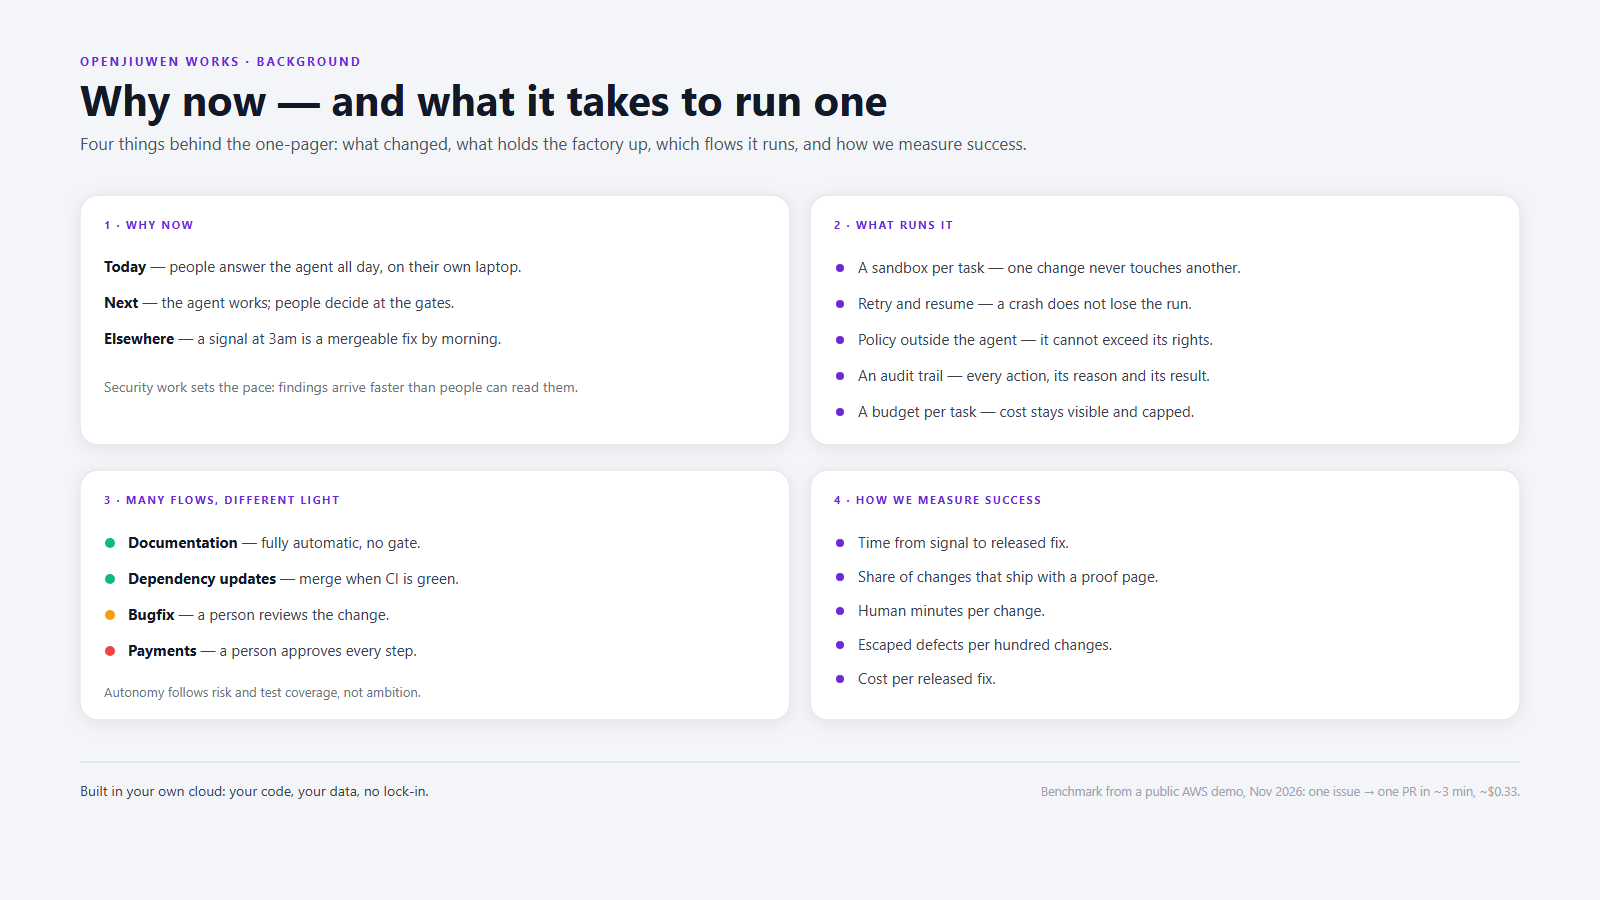 OPENJIUWEN WORKS · BACKGROUND
Why now — and what it takes to run one
Four things behind the one-pager: what changed, what holds the factory up, which flows it runs, and how we measure success.
1 · WHY NOW
Today — people answer the agent all day, on their own laptop.
Next — the agent works; people decide at the gates.
Elsewhere — a signal at 3am is a mergeable fix by morning.
Security work sets the pace: findings arrive faster than people can read them.
2 · WHAT RUNS IT
A sandbox per task — one change never touches another.
Retry and resume — a crash does not lose the run.
Policy outside the agent — it cannot exceed its rights.
An audit trail — every action, its reason and its result.
A budget per task — cost stays visible and capped.
3 · MANY FLOWS, DIFFERENT LIGHT
Documentation — fully automatic, no gate.
Dependency updates — merge when CI is green.
Bugfix — a person reviews the change.
Payments — a person approves every step.
Autonomy follows risk and test coverage, not ambition.
4 · HOW WE MEASURE SUCCESS
Time from signal to released fix.
Share of changes that ship with a proof page.
Human minutes per change.
Escaped defects per hundred changes.
Cost per released fix.
Built in your own cloud: your code, your data, no lock-in.
Benchmark from a public AWS demo, Nov 2026: one issue → one PR in ~3 min, ~$0.33.